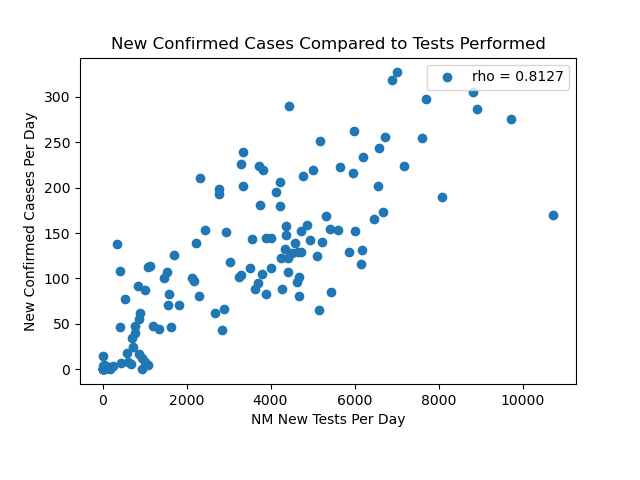 New Confirmed Cases Compared to Tests Performed
rho = 0.8127
300
250
200
150
100
50
0
New Confirmed Caeses Per Day
0 2000 4000 6000 8000 10000
NM New Tests Per Day